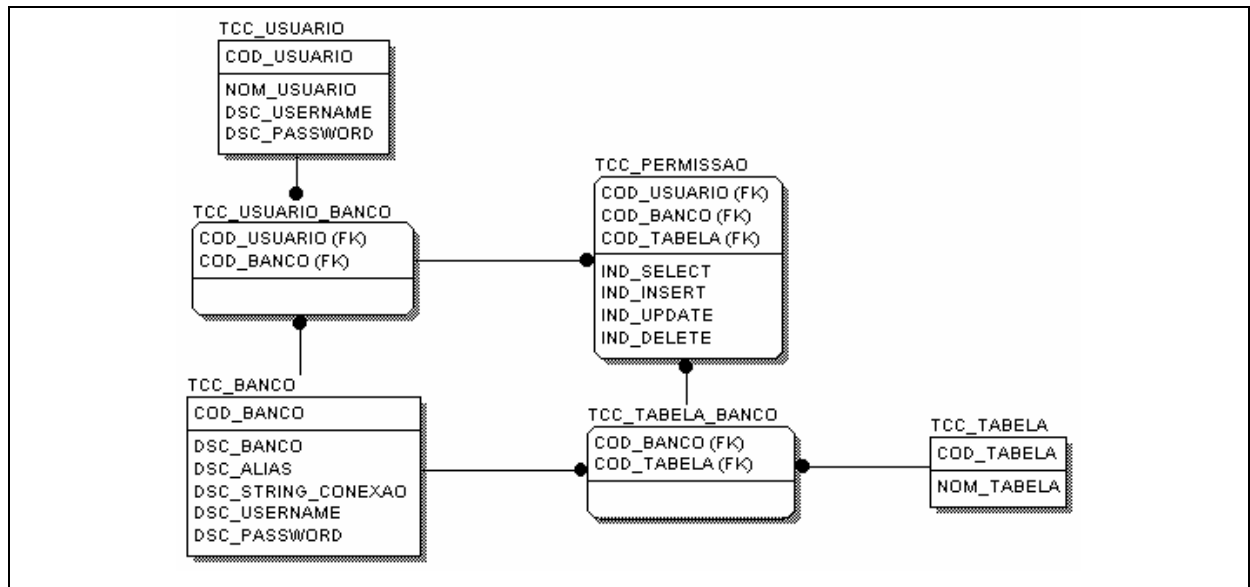 TCC_USUARIO
COD_USUARIO
NOM_USUARIO
DSC_USERNAME
DSC_PASSWORD
TCC_USUARIO_BANCO
COD_USUARIO (FK)
COD_BANCO (FK)
TCC_PERMISSAO
COD_USUARIO (FK)
COD_BANCO (FK)
COD_TABELA (FK)
IND_SELECT
IND_INSERT
IND_UPDATE
IND_DELETE
TCC_BANCO
COD_BANCO
DSC_BANCO
DSC_ALIAS
DSC_STRING_CONEXAO
DSC_USERNAME
DSC_PASSWORD
TCC_TABELA_BANCO
COD_BANCO (FK)
COD_TABELA (FK)
TCC_TABELA
COD_TABELA
NOM_TABELA